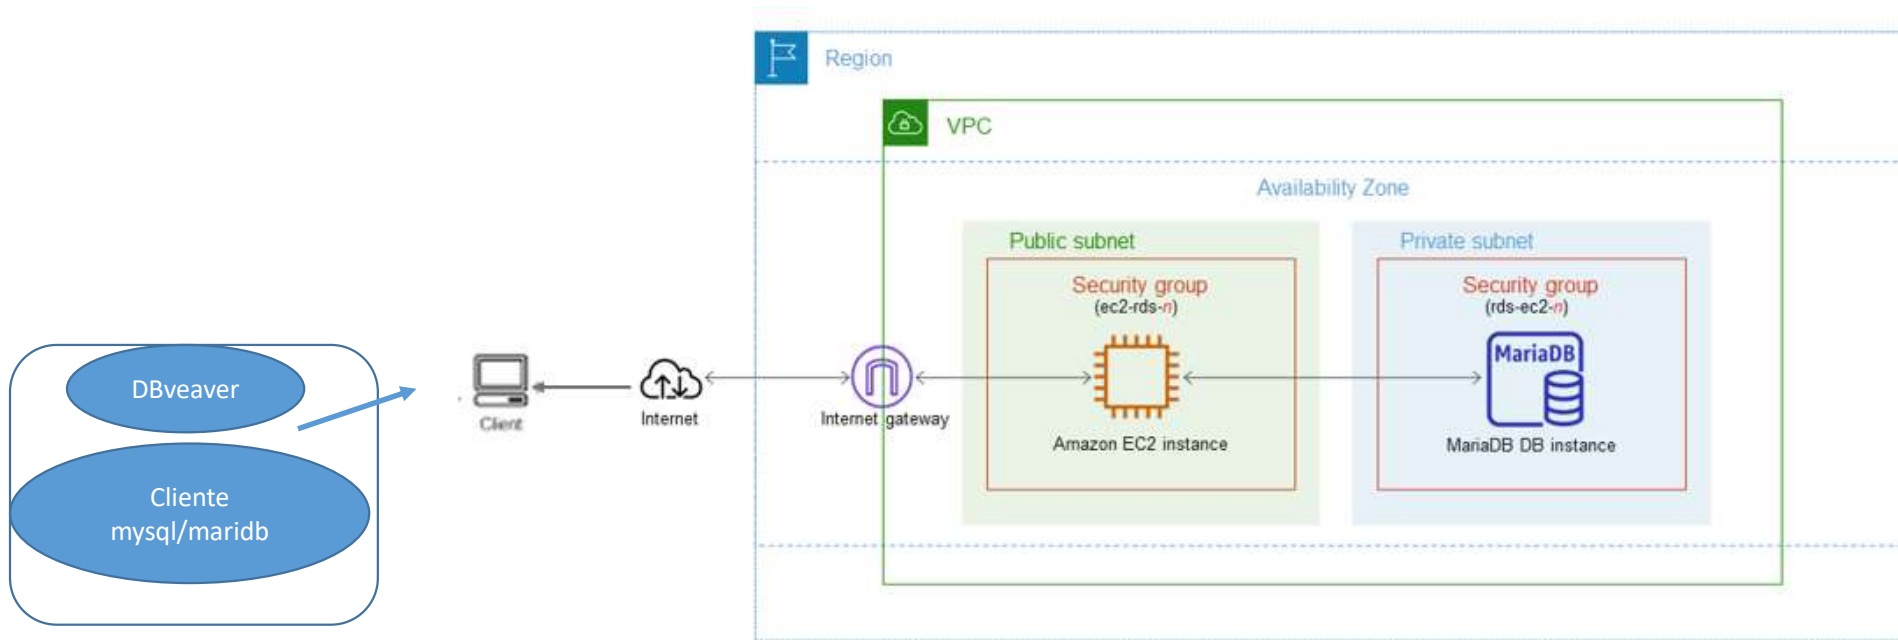 Region
VPC
Availability Zone
Public subnet
Private subnet
Security group
(ec2-rds-n)
Security group
(rds-ec2-n)
MariaDB
DBveaver
Client
Internet
Internet gateway
Amazon EC2 instance
MariaDB DB instance
Cliente
mysql/maridb